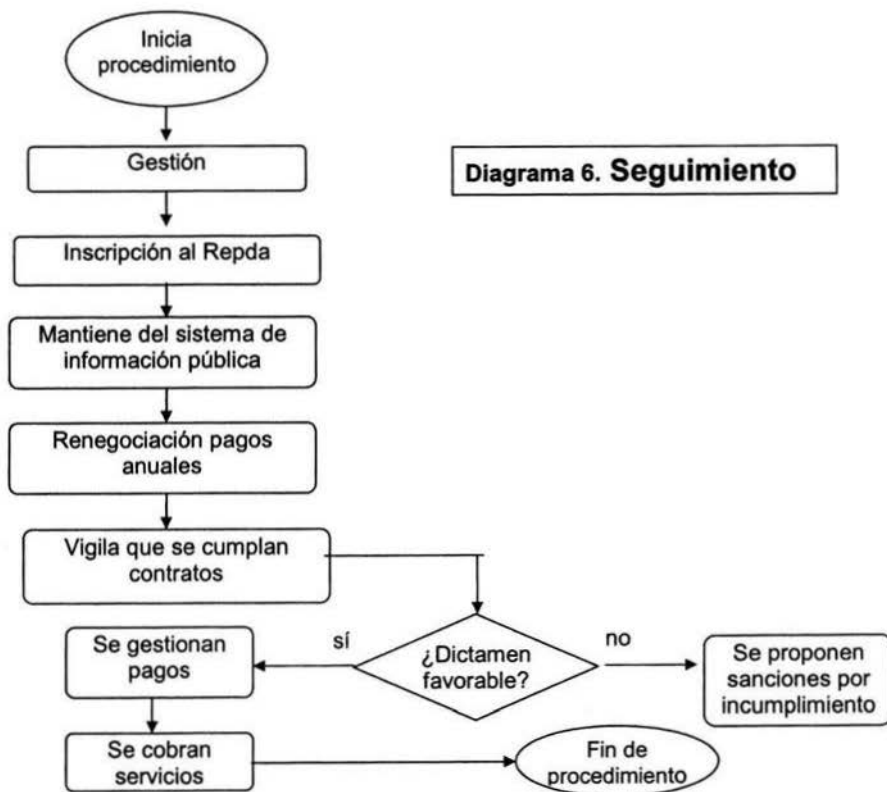 Inicia
procedimiento
Gestión
Diagrama 6. Seguimiento
Inscripción al Repda
Mantiene del sistema de
información pública
Renegociación pagos
anuales
Vigila que se cumplan
contratos
¿Dictamen
favorable?
sí
no
Se gestionan
pagos
Se proponen
sanciones por
incumplimiento
Se cobran
servicios
Fin de
procedimiento